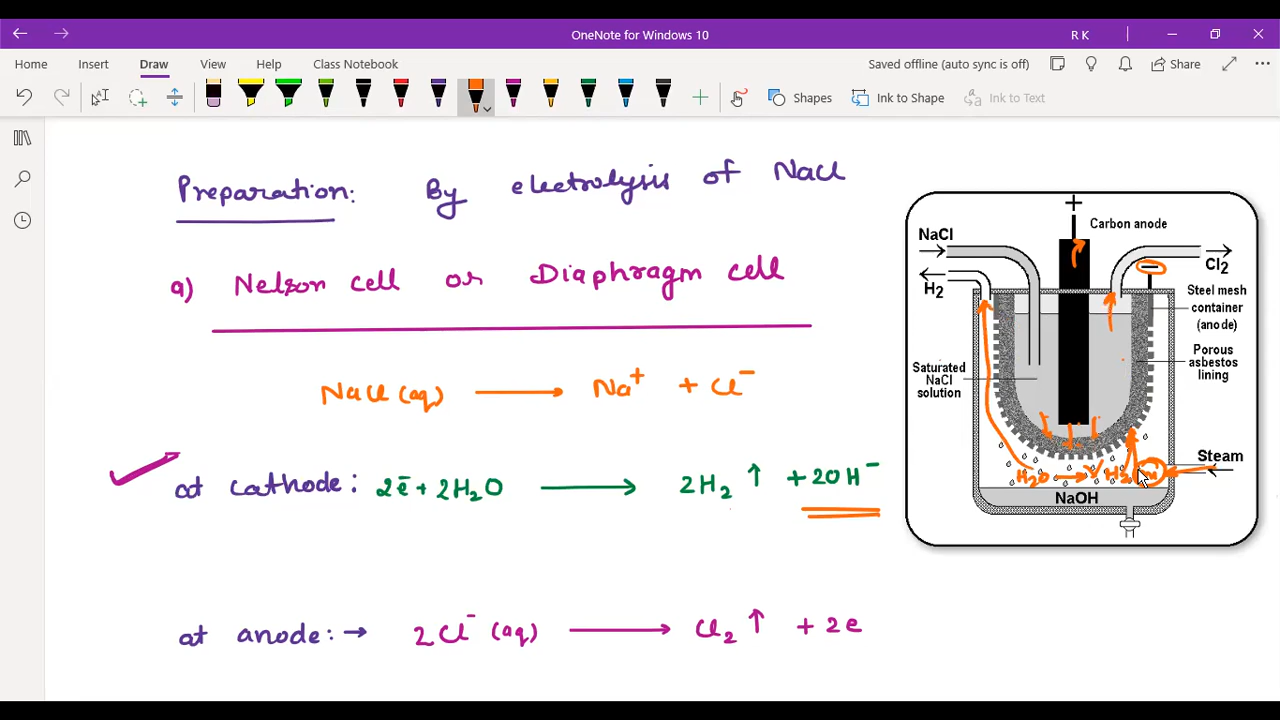 OneNote for Windows 10
R K
Home Insert Draw View Help Class Notebook
Saved offline (auto sync is off)
Share
Shapes
Ink to Shape
Ink to Text
Preparation: By electrolysis of NaCl
a) Nelson cell or Diaphragm cell
NaCl (aq) → Na⁺ + Cl⁻
at cathode: 2e⁻ + 2H₂O → 2H₂ ↑ + 2OH⁻
at anode: → 2Cl⁻ (aq) → Cl₂ ↑ + 2e
+
Carbon anode
NaCl
Cl2
H2
−
Steel mesh
container
(anode)
Porous
asbestos
lining
Saturated
NaCl
solution
Steam
H₂O → H₂
NaOH